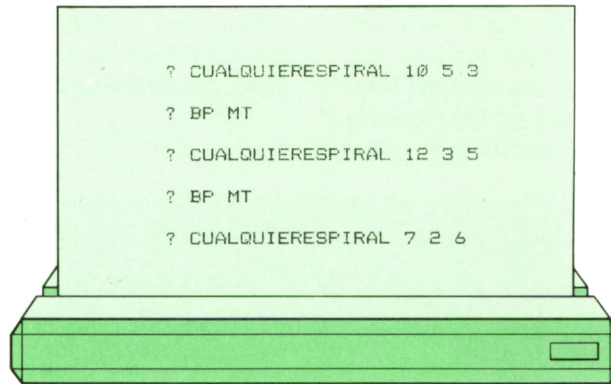 ? CUALQUIERESPIRAL 10 5 3
? BP MT
? CUALQUIERESPIRAL 12 3 5
? BP MT
? CUALQUIERESPIRAL 7 2 6